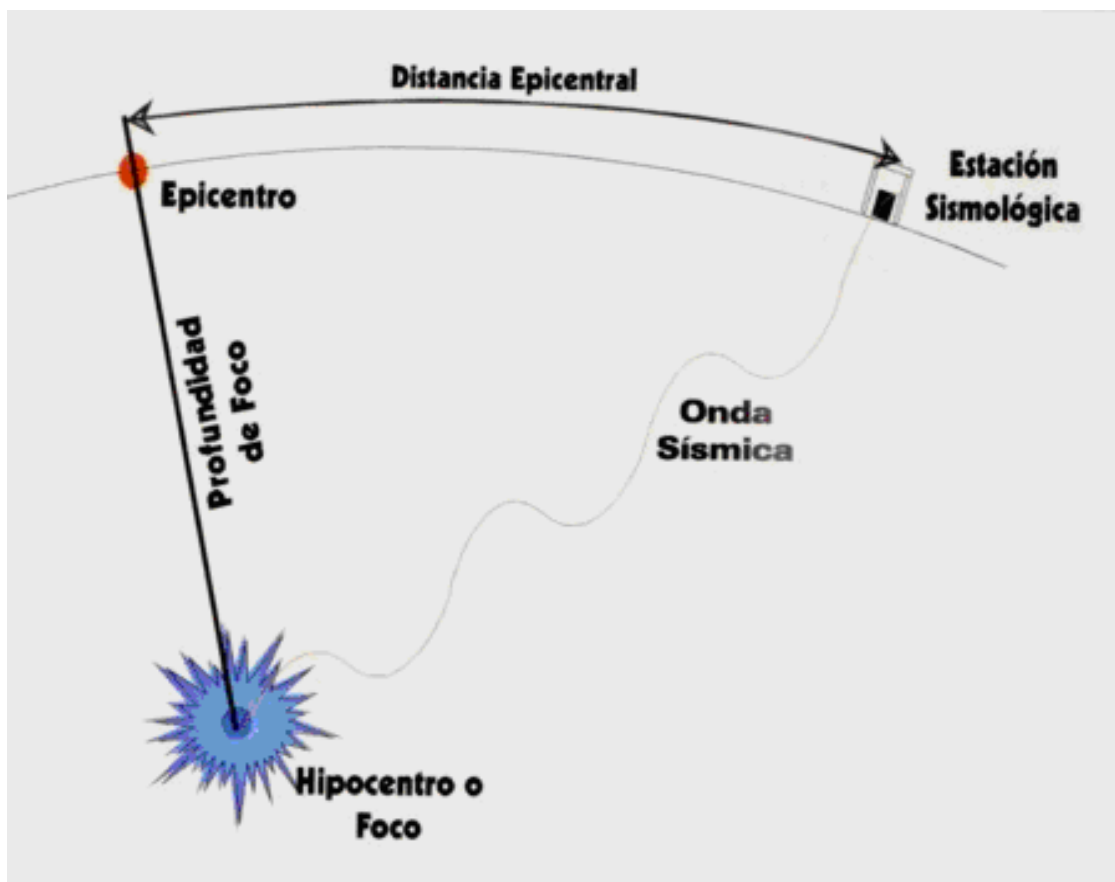 Distancia Epicentral
Estación
Sismológica
Epicentro
Profundidad
de Foco
Onda
Sísmica
Hipocentro o
Foco